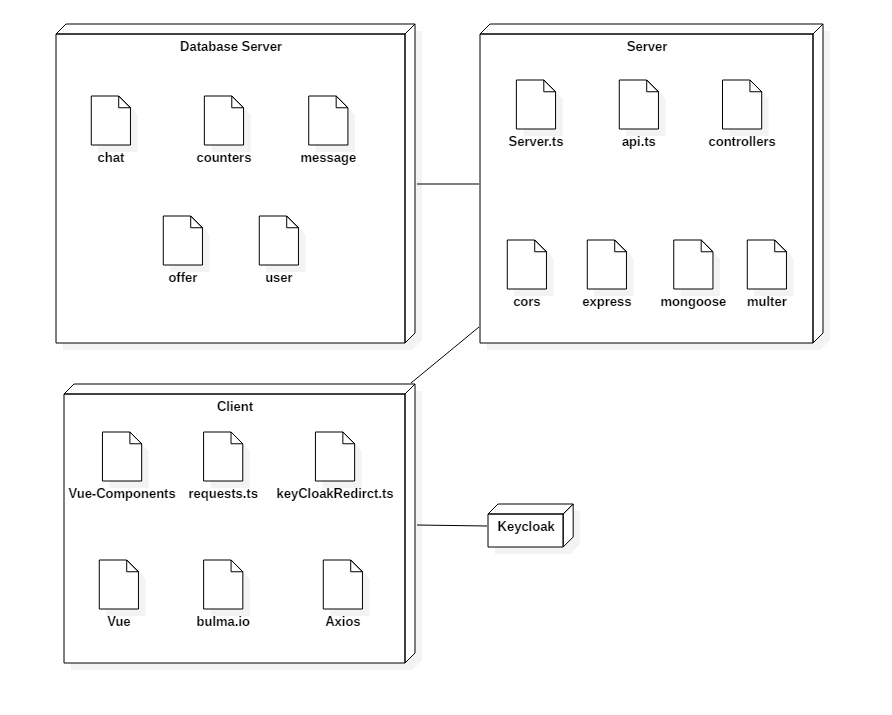 Database Server
chat
counters
message
offer
user
Server
Server.ts
api.ts
controllers
cors
express
mongoose
multer
Client
Vue-Components
requests.ts
keyCloakRedirct.ts
Vue
bulma.io
Axios
Keycloak